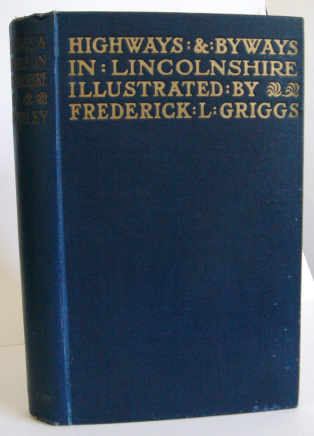 HIGHWAYS:&:BYWAYS
IN:LINCOLNSHIRE
ILLUSTRATED:BY
FREDERICK:L:GRIGGS